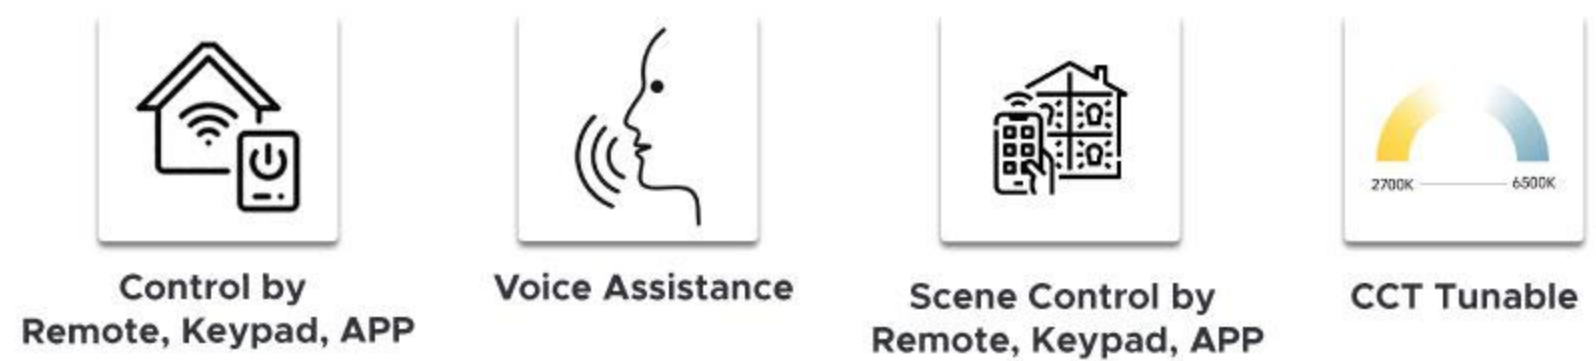 Control by
Remote, Keypad, APP
Voice Assistance
Scene Control by
Remote, Keypad, APP
2700K
6500K
CCT Tunable